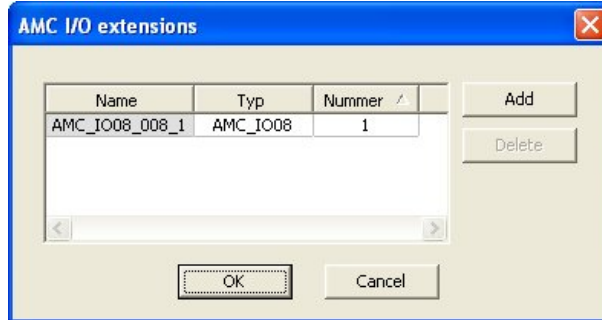 AMC I/O extensions
Name Typ Nummer
Add
AMC_IO08_008_1 AMC_IO08 1
Delete
OK Cancel